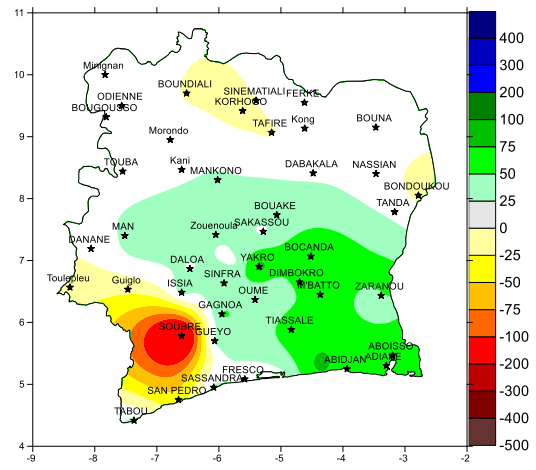 11
10
9
8
7
6
5
4
Minignan
ODIENNE
BOUGOUSSO
BOUNDIALI
SINEMATIALI
FERKE
KORHOGO
TAFIRE
Kong
BOUNA
Morondo
TOUBA
Kani
MANKONO
DABAKALA
NASSIAN
BONDOUKOU
TANDA
BOUAKE
MAN
Zouenoula
SAKASSOU
DANANE
BOCANDA
DALOA
YAKRO
Toulepleu
Guiglo
SINFRA
DIMBOKRO
ISSIA
OUME
M'BATTO
ZARANOU
GAGNOA
SOUBRE
GUEYO
TIASSALE
ABOISSO
ABIDJAN
ADIAKE
FRESCO
SASSANDRA
SAN PEDRO
TABOU
-9
-8
-7
-6
-5
-4
-3
-2
400
300
200
100
75
50
25
0
-25
-50
-75
-100
-200
-300
-400
-500